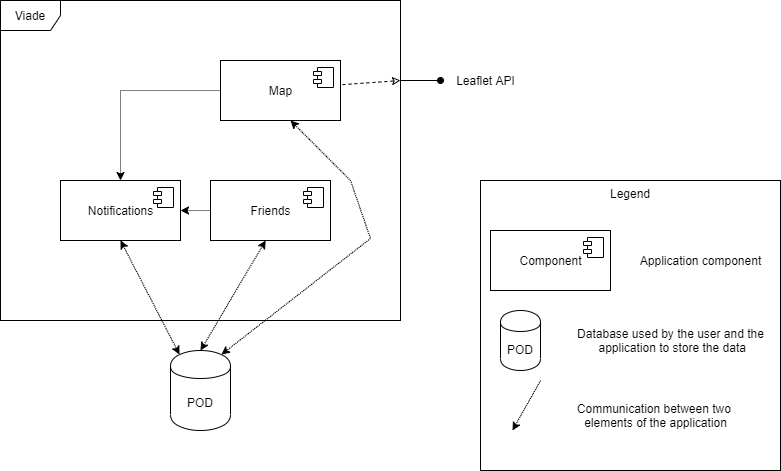 Viade
Map
Leaflet API
Notifications
Friends
POD
Legend
Component
Application component
POD
Database used by the user and the
application to store the data
Communication between two
elements of the application